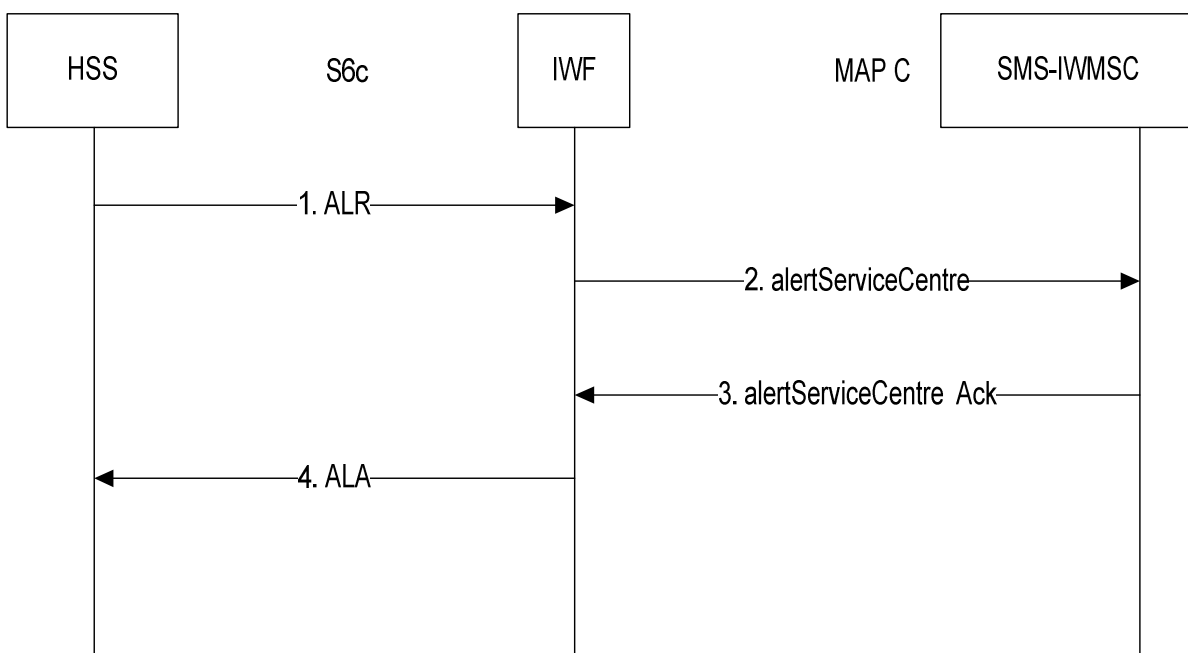 HSS
S6c
IWF
MAP C
SMS-IWMSC
1. ALR
2. alertServiceCentre
3. alertServiceCentre Ack
4. ALA